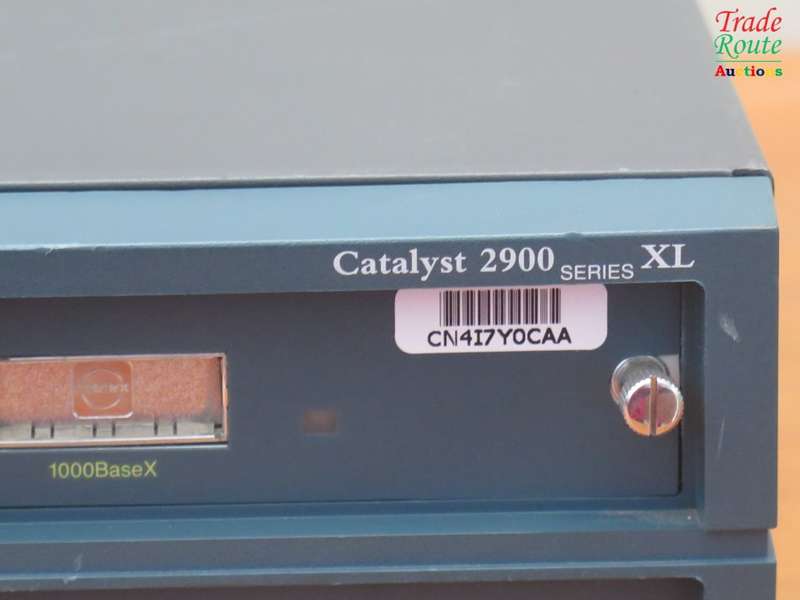 Trade
Route
Auctions
Catalyst 2900 SERIES XL
CN4I7Y0CAA
1000BaseX